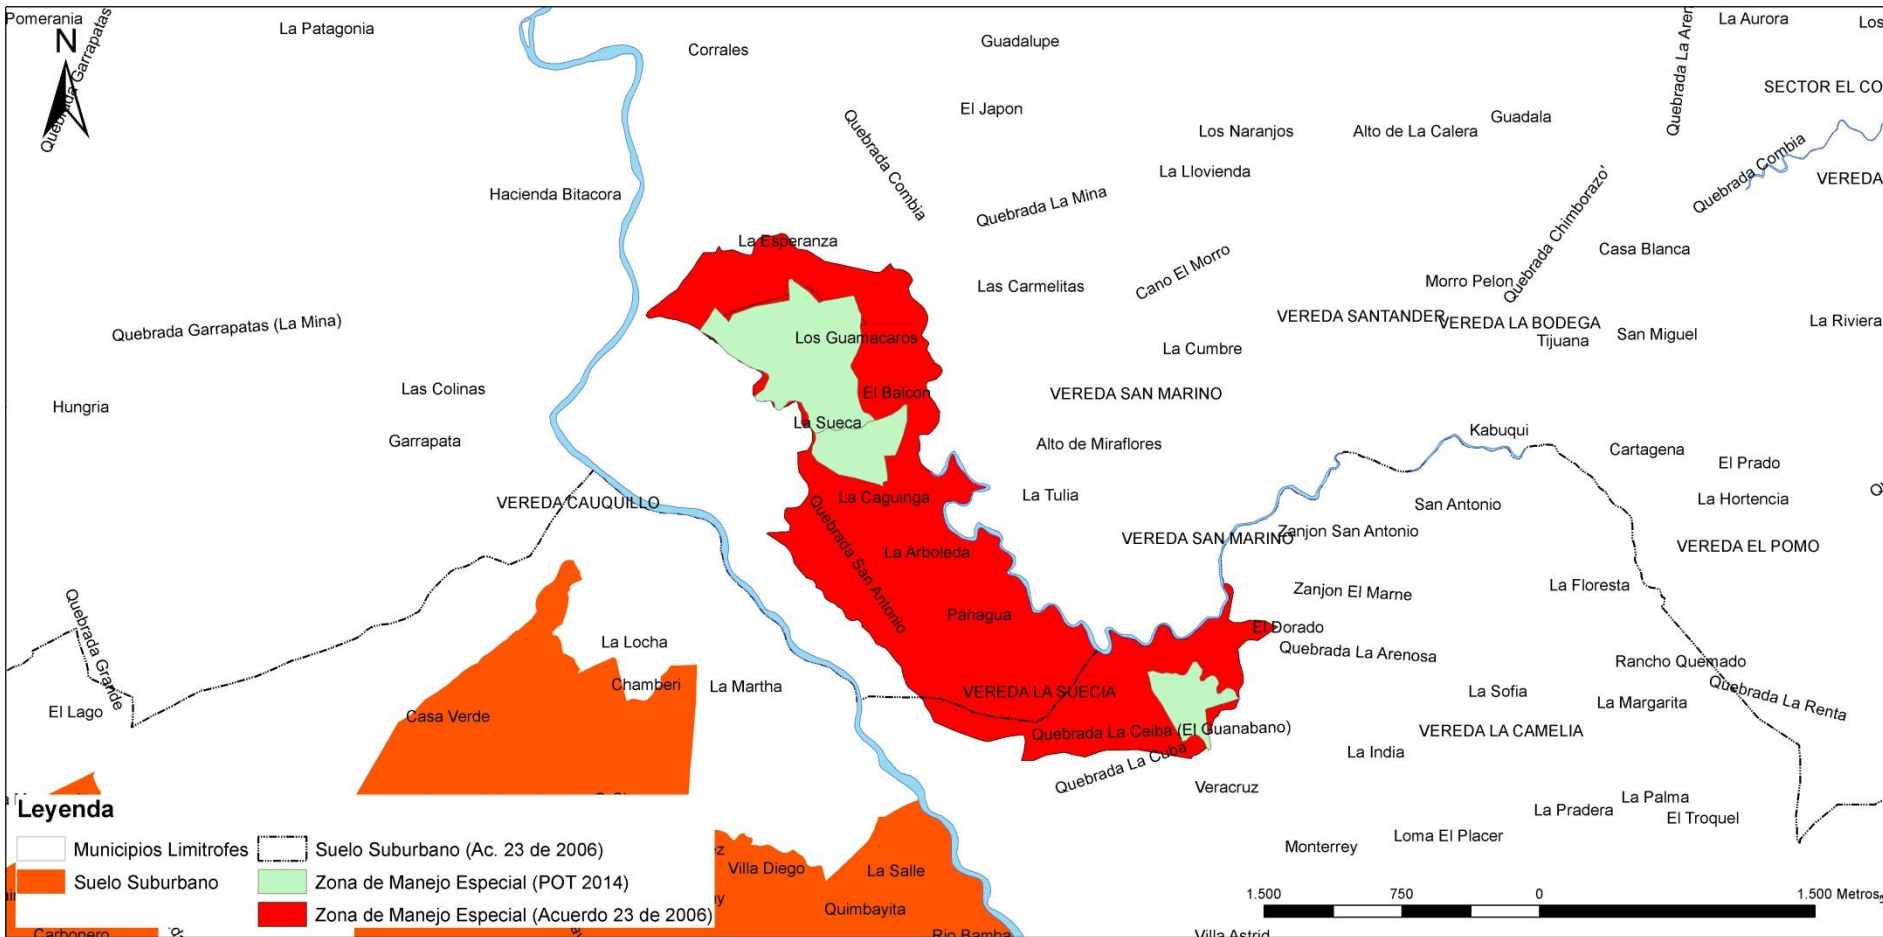 Pomerania
La Patagonia
Corrales
Guadalupe
La Aurora
Los
N
Quebrada Garrapatas
Quebrada La Aren
El Japon
SECTOR EL CO
Quebrada Combia
Los Naranjos
Alto de La Calera
Guadala
La Llovienda
Quebrada Combia
VEREDA
Hacienda Bitacora
Quebrada La Mina
Quebrada Chimborazo'
La Esperanza
Casa Blanca
Cano El Morro
Las Carmelitas
Morro Pelon
Quebrada Garrapatas (La Mina)
VEREDA SANTANDER
VEREDA LA BODEGA
La Riviera
Los Guamacaros
Tijuana
San Miguel
La Cumbre
Las Colinas
El Balcon
VEREDA SAN MARINO
Hungria
La Sueca
Garrapata
Alto de Miraflores
Kabuqui
Cartagena
El Prado
VEREDA CAUQUILLO
La Caguinga
La Tulia
San Antonio
La Hortencia
Quebrada San Antonio
La Arboleda
VEREDA SAN MARINO
Zanjon San Antonio
VEREDA EL POMO
Zanjon El Marne
La Floresta
Quebrada Grande
Panagua
El Dorado
La Locha
Quebrada La Arenosa
Rancho Quemado
Chamberi
La Martha
VEREDA LA SUECIA
La Sofia
La Margarita
Quebrada La Renta
El Lago
Casa Verde
Quebrada La Ceiba (El Guanabano)
VEREDA LA CAMELIA
Quebrada La Cuba
La India
Veracruz
La Pradera
La Palma
El Troquel
Monterrey
Loma El Placer
Leyenda
Municipios Limitrofes
Suelo Suburbano
Suelo Suburbano (Ac. 23 de 2006)
Zona de Manejo Especial (POT 2014)
Zona de Manejo Especial (Acuerdo 23 de 2006)
Villa Diego
La Salle
Quimbayita
Rio Bamba
Carbonero
Villa Astrid
1.500 750 0 1.500 Metros